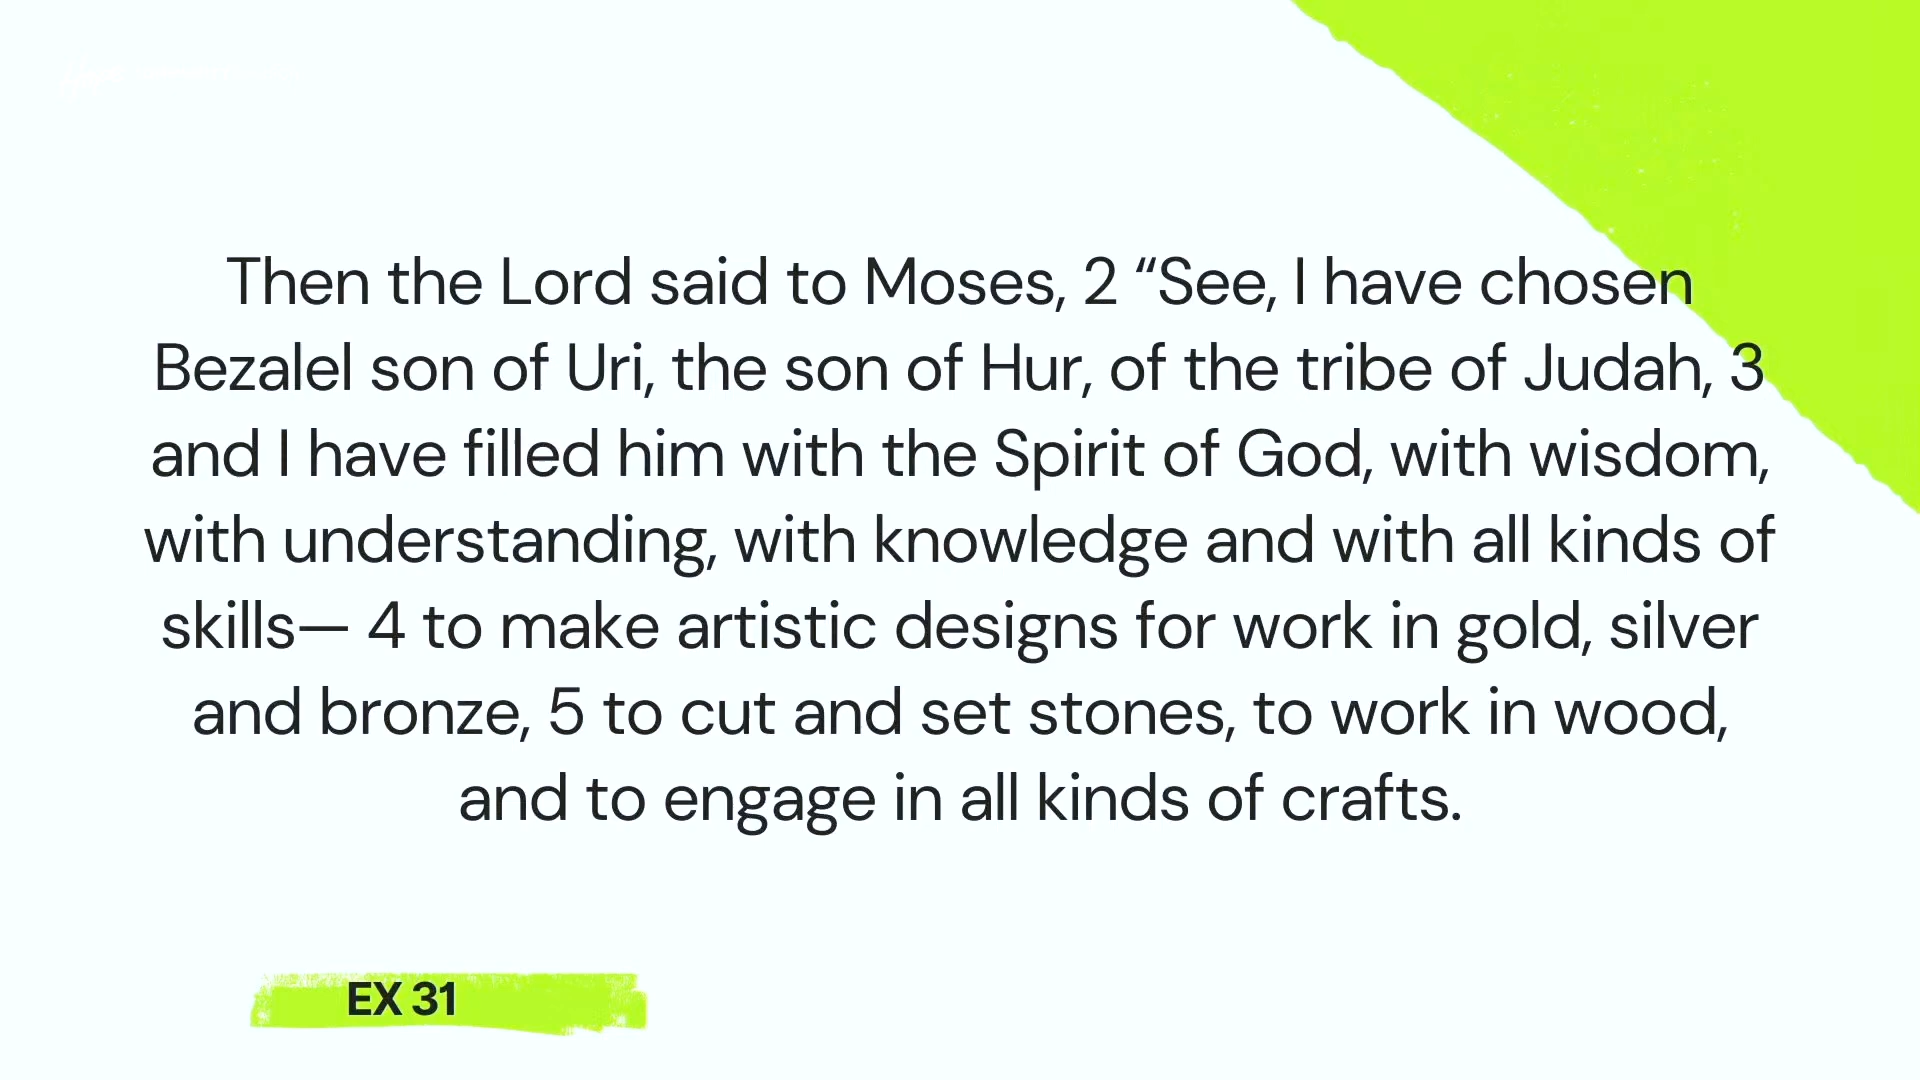 Then the Lord said to Moses, 2 “See, I have chosen
Bezalel son of Uri, the son of Hur, of the tribe of Judah, 3
and I have filled him with the Spirit of God, with wisdom,
with understanding, with knowledge and with all kinds of
skills— 4 to make artistic designs for work in gold, silver
and bronze, 5 to cut and set stones, to work in wood,
and to engage in all kinds of crafts.
EX 31